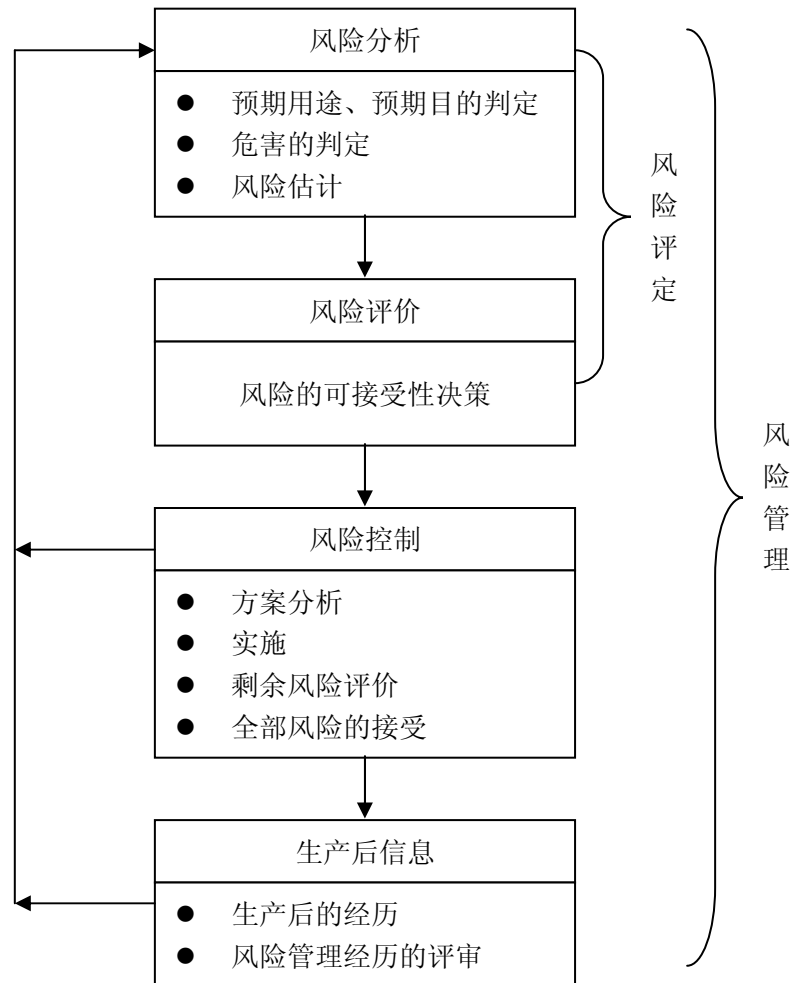 风险分析
● 预期用途、预期目的判定
● 危害的判定
● 风险估计
风险评定
风险评价
风险的可接受性决策
风险管理
风险控制
● 方案分析
● 实施
● 剩余风险评价
● 全部风险的接受
生产后信息
● 生产后的经历
● 风险管理经历的评审